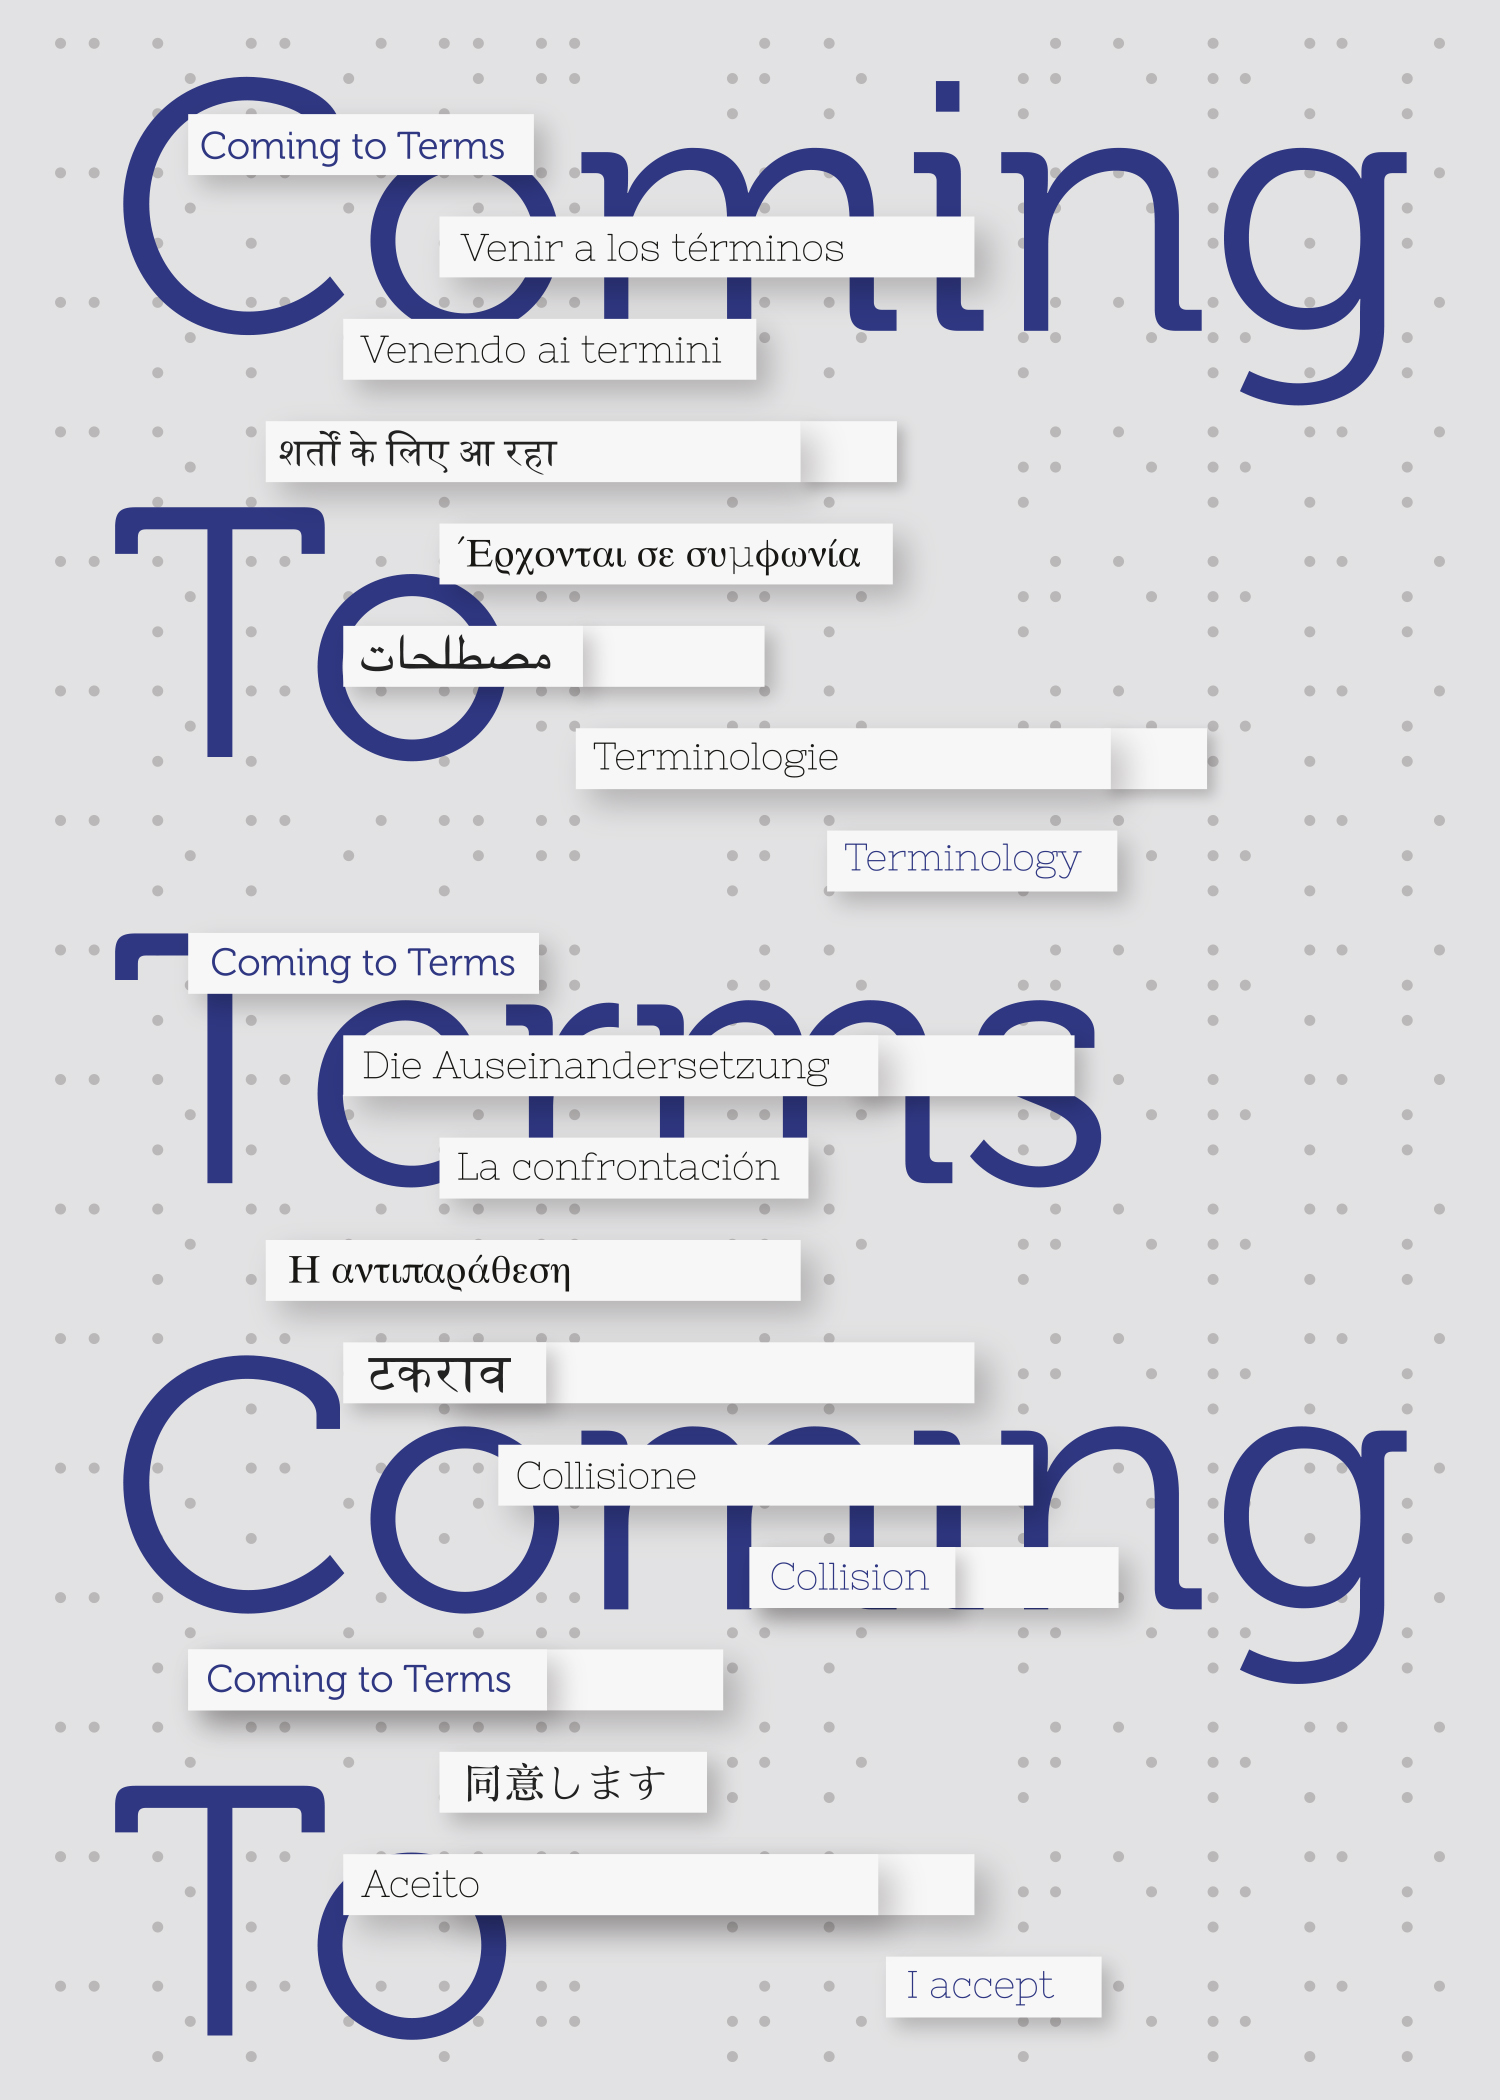 Coming
Coming to Terms
Venir a los términos
Venendo ai termini
शर्तों के लिए आ रहा
To
Έρχονται σε συμφωνία
مصطلحات
Terminologie
Terminology
Terms
Coming to Terms
Die Auseinandersetzung
La confrontación
Η αντιπαράθεση
टकराव
Coming
Collisione
Collision
Coming to Terms
同意します
To
Aceito
I accept